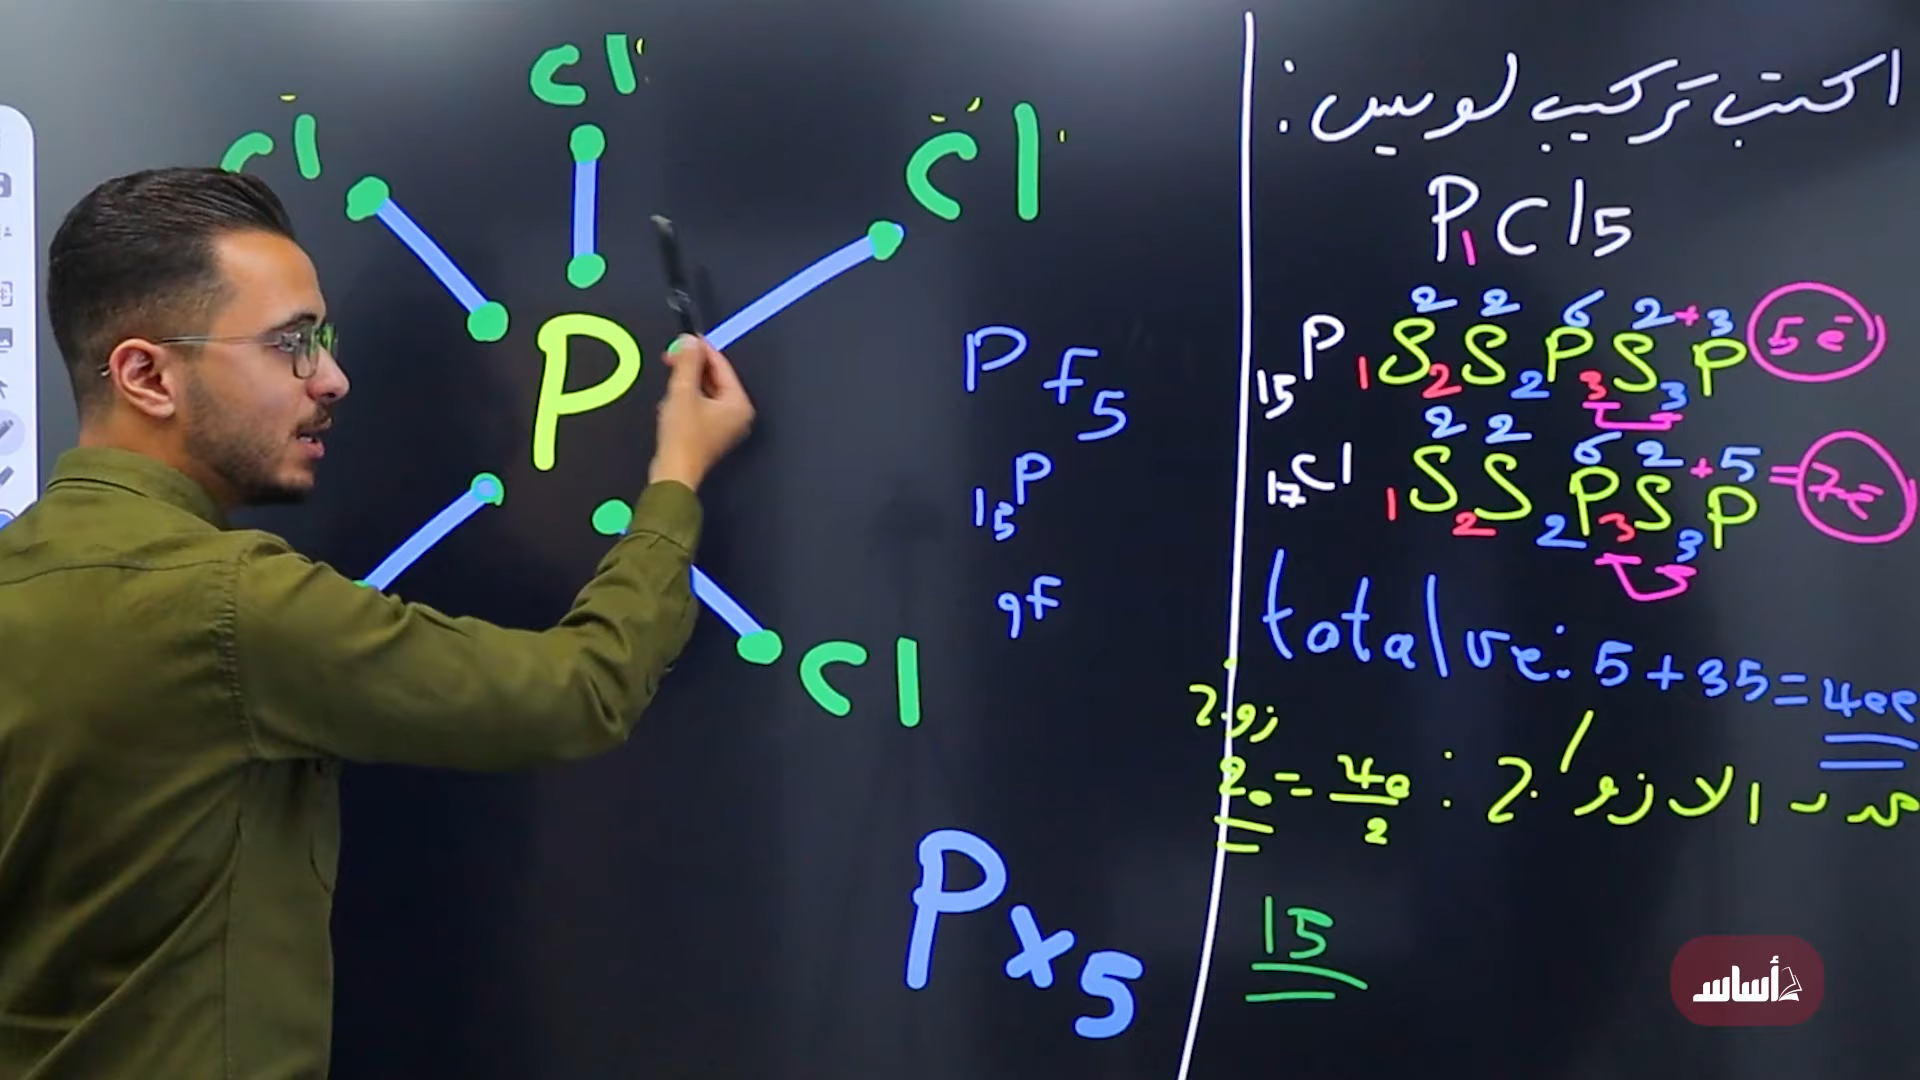 اكتب تركيب لويس :
PCl5
1
15P 1S2 2S2 2P6 3S2 + 3P3 5e-
17Cl 1S2 2S2 2P6 3S2 + 3P5 = 7e-
total ve: 5 + 35 = 40e
عدد الازواج : 40/2 = 20 زوج
15
Cl
Cl
Cl
P
Cl
PF5
15P
9F
PX5
أساس